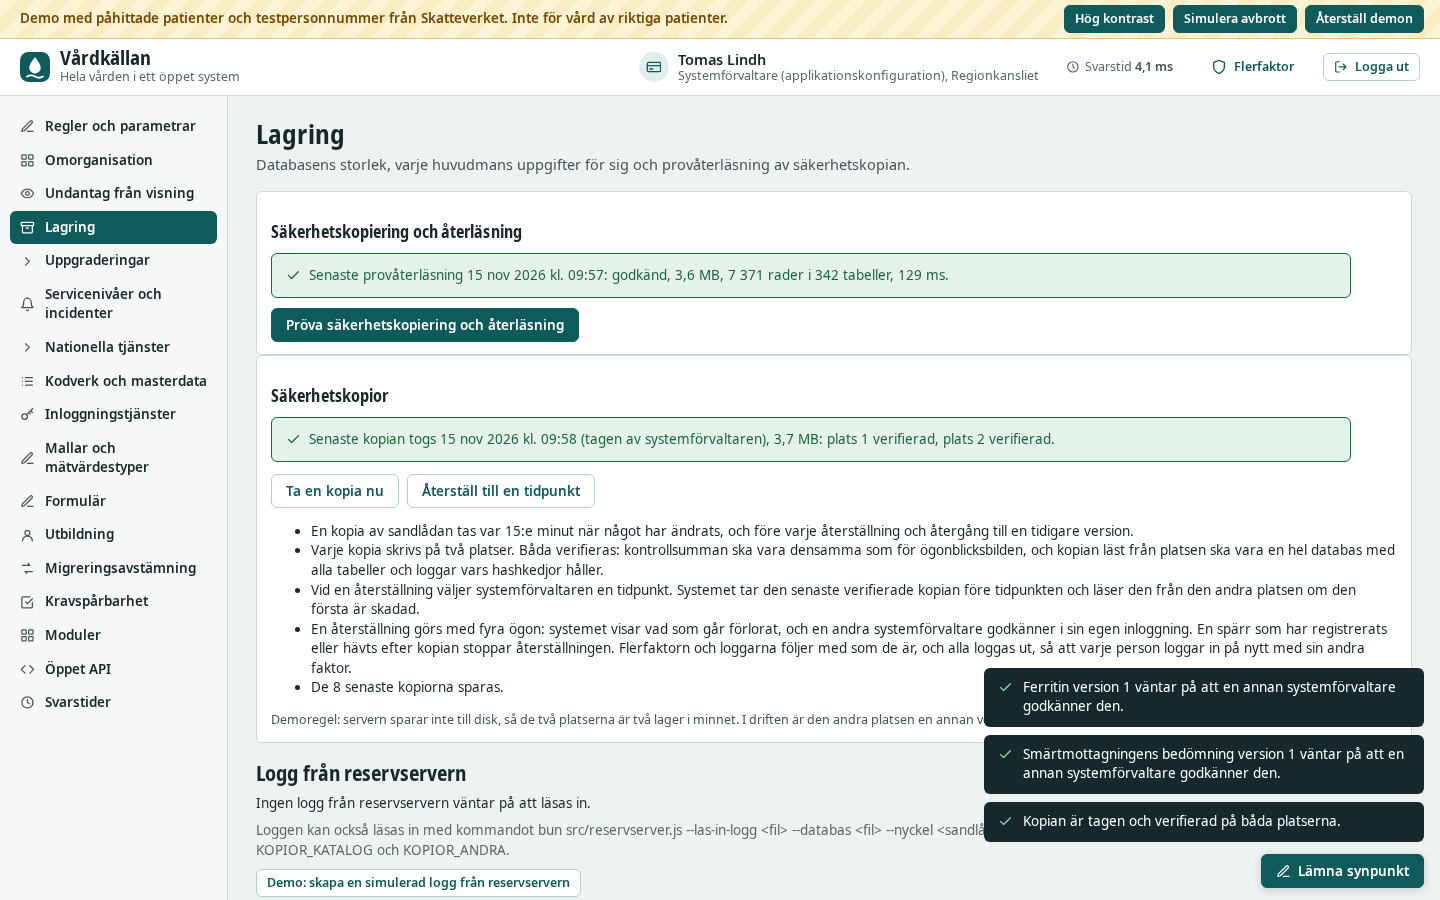 Demo med påhittade patienter och testpersonnummer från Skatteverket. Inte för vård av riktiga patienter.
Hög kontrast
Simulera avbrott
Återställ demon
Vårdkällan
Hela vården i ett öppet system
Tomas Lindh
Systemförvaltare (applikationskonfiguration), Regionkansliet
Svarstid 4,1 ms
Flerfaktor
Logga ut
Regler och parametrar
Omorganisation
Undantag från visning
Lagring
Uppgraderingar
Servicenivåer och
incidenter
Nationella tjänster
Kodverk och masterdata
Inloggningstjänster
Mallar och
mätvärdestyper
Formulär
Utbildning
Migreringsavstämning
Kravspårbarhet
Moduler
Öppet API
Svarstider
Lagring
Databasens storlek, varje huvudmans uppgifter för sig och provåterläsning av säkerhetskopian.
Säkerhetskopiering och återläsning
Senaste provåterläsning 15 nov 2026 kl. 09:57: godkänd, 3,6 MB, 7 371 rader i 342 tabeller, 129 ms.
Pröva säkerhetskopiering och återläsning
Säkerhetskopior
Senaste kopian togs 15 nov 2026 kl. 09:58 (tagen av systemförvaltaren), 3,7 MB: plats 1 verifierad, plats 2 verifierad.
Ta en kopia nu
Återställ till en tidpunkt
En kopia av sandlådan tas var 15:e minut när något har ändrats, och före varje återställning och återgång till en tidigare version.
Varje kopia skrivs på två platser. Båda verifieras: kontrollsumman ska vara densamma som för ögonblicksbilden, och kopian läst från platsen ska vara en hel databas med
alla tabeller och loggar vars hashkedjor håller.
Vid en återställning väljer systemförvaltaren en tidpunkt. Systemet tar den senaste verifierade kopian före tidpunkten och läser den från den andra platsen om den
första är skadad.
En återställning görs med fyra ögon: systemet visar vad som går förlorat, och en andra systemförvaltare godkänner i sin egen inloggning. En spärr som har registrerats
eller hävts efter kopian stoppar återställningen. Flerfaktorn och loggarna följer med som de är, och alla loggas ut, så att varje person loggar in på nytt med sin andra
faktor.
De 8 senaste kopiorna sparas.
Demoregel: servern sparar inte till disk, så de två platserna är två lager i minnet. I driften är den andra platsen en annan
Logg från reservservern
Ingen logg från reservservern väntar på att läsas in.
Loggen kan också läsas in med kommandot bun src/reservserver.js --las-in-logg <fil> --databas <fil> --nyckel
KOPIOR_KATALOG och KOPIOR_ANDRA.
Demo: skapa en simulerad logg från reservservern
Ferritin version 1 väntar på att en annan systemförvaltare
godkänner den.
Smärtmottagningens bedömning version 1 väntar på att en
annan systemförvaltare godkänner den.
Kopian är tagen och verifierad på båda platserna.
Lämna synpunkt